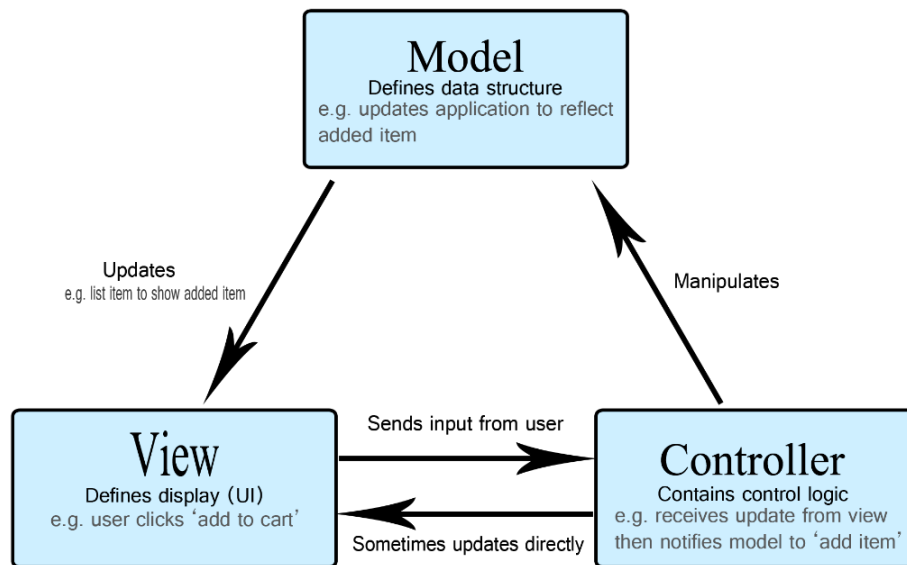 Model
Defines data structure
e.g. updates application to reflect
added item
Updates
e.g. list item to show added item
Manipulates
View
Defines display (UI)
e.g. user clicks ‘add to cart’
Sends input from user
Sometimes updates directly
Controller
Contains control logic
e.g. receives update from view
then notifies model to ‘add item’